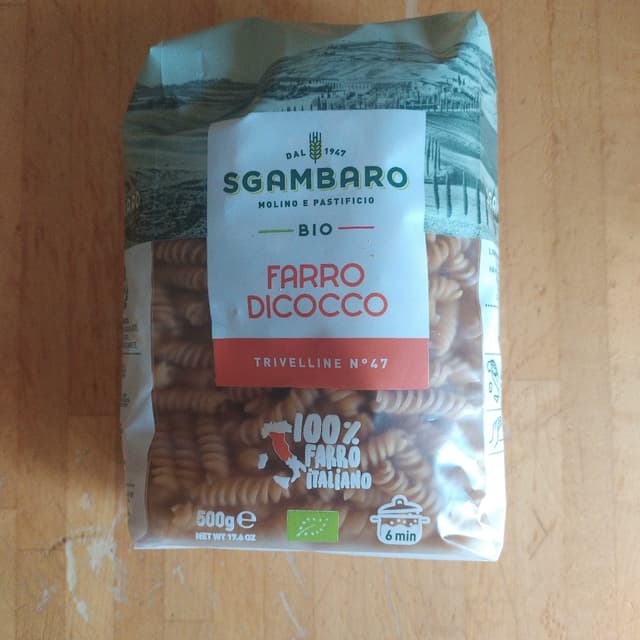 DAL 1947
SGAMBARO
MOLINO E PASTIFICIO
BIO
FARRO
DICOCCO
TRIVELLINE N°47
100%
FARRO
ITALIANO
500g e
NET WT 17.6 OZ
6 min